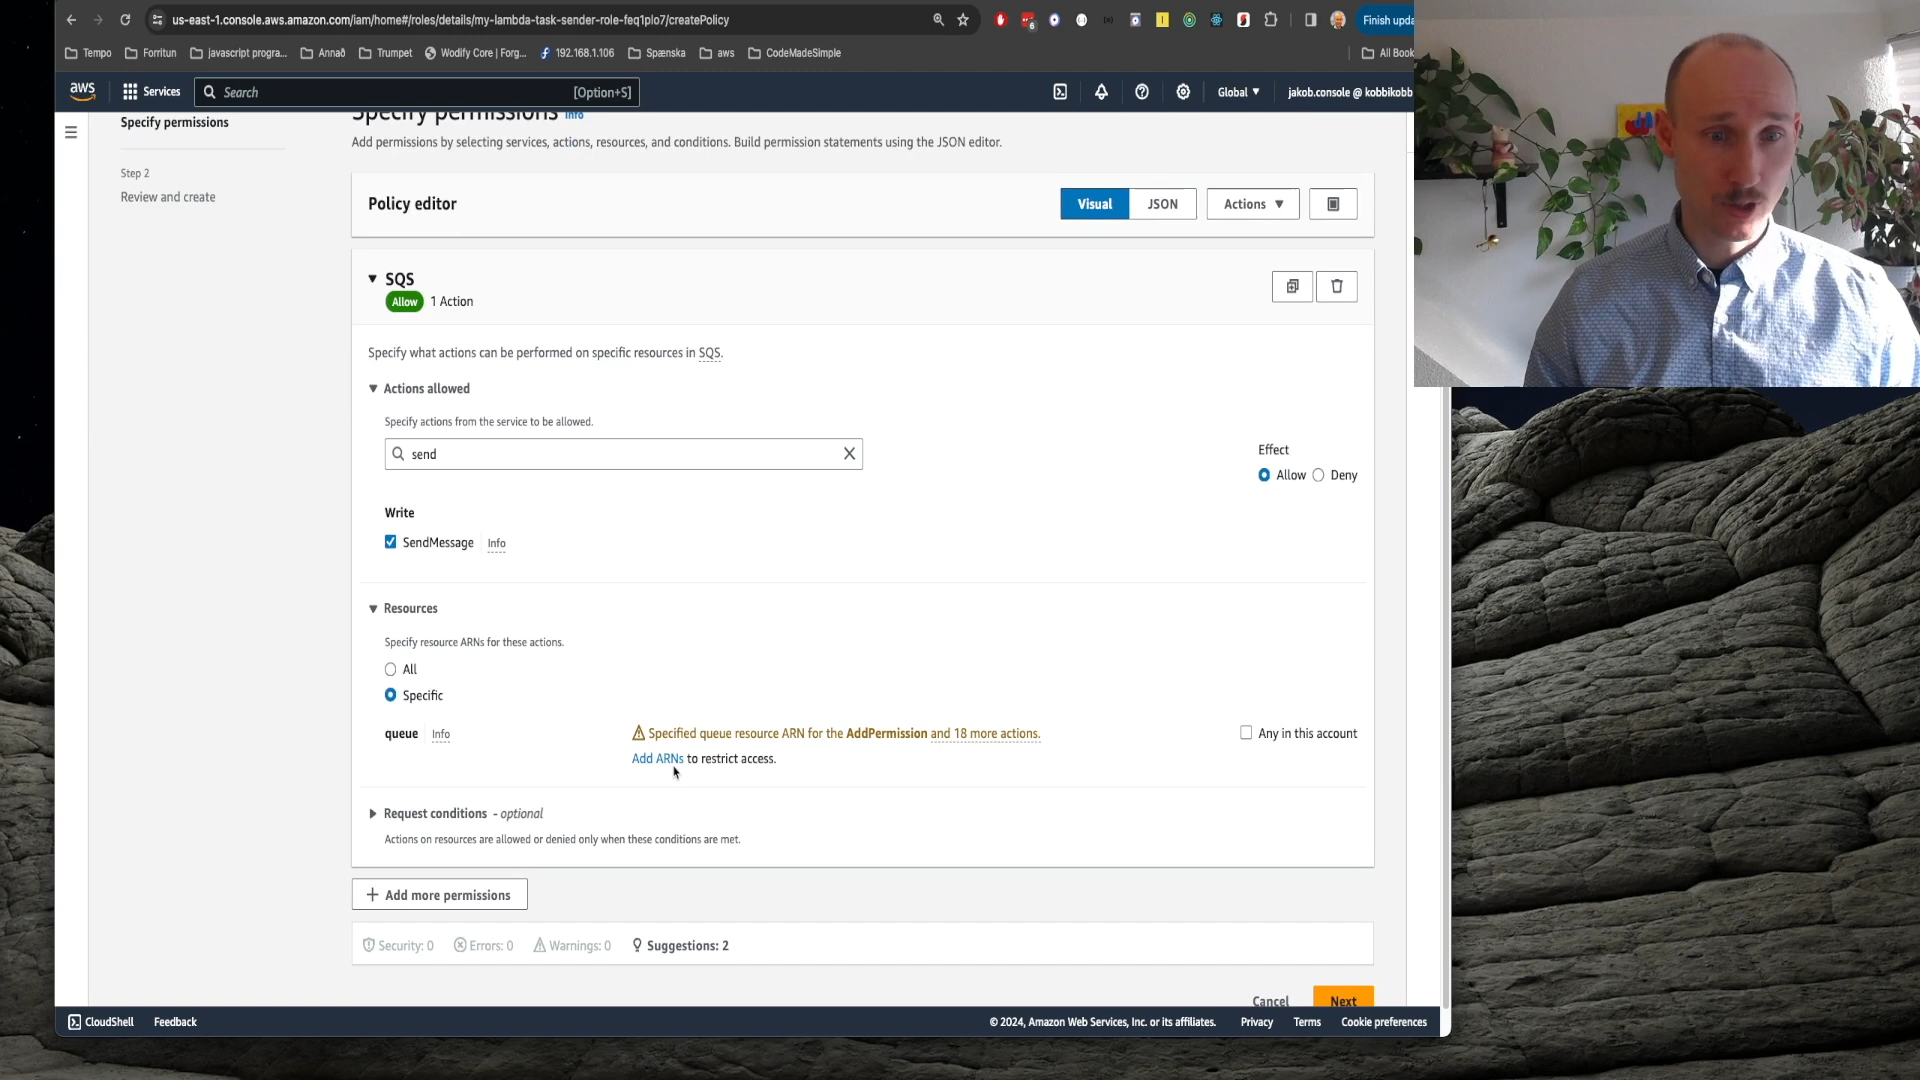 us-east-1.console.aws.amazon.com/iam/home#/roles/details/my-lambda-task-sender-role-feq1plo7/createPolicy
6
Finish upda
Tempo
Forritun
javascript progra...
Annað
Trumpet
Wodify Core | Forg...
192.168.1.106
Spænska
aws
CodeMadeSimple
All Book
aws
Services
Search
[Option+S]
Global ▼
jakob.console @ kobbikobb
Specify permissions
Step 2
Review and create
Specify permissions Info
Add permissions by selecting services, actions, resources, and conditions. Build permission statements using the JSON editor.
Policy editor
Visual
JSON
Actions ▼
SQS
Allow 1 Action
Specify what actions can be performed on specific resources in SQS.
Actions allowed
Specify actions from the service to be allowed.
send
Effect
Allow
Deny
Write
SendMessage Info
Resources
Specify resource ARNs for these actions.
All
Specific
queue Info
Specified queue resource ARN for the AddPermission and 18 more actions.
Any in this account
Add ARNs to restrict access.
Request conditions - optional
Actions on resources are allowed or denied only when these conditions are met.
+ Add more permissions
Security: 0
Errors: 0
Warnings: 0
Suggestions: 2
Cancel
Next
CloudShell
Feedback
© 2024, Amazon Web Services, Inc. or its affiliates.
Privacy
Terms
Cookie preferences